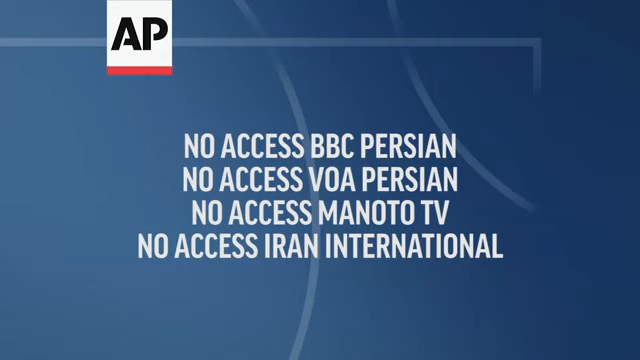 AP
NO ACCESS BBC PERSIAN
NO ACCESS VOA PERSIAN
NO ACCESS MANOTO TV
NO ACCESS IRAN INTERNATIONAL